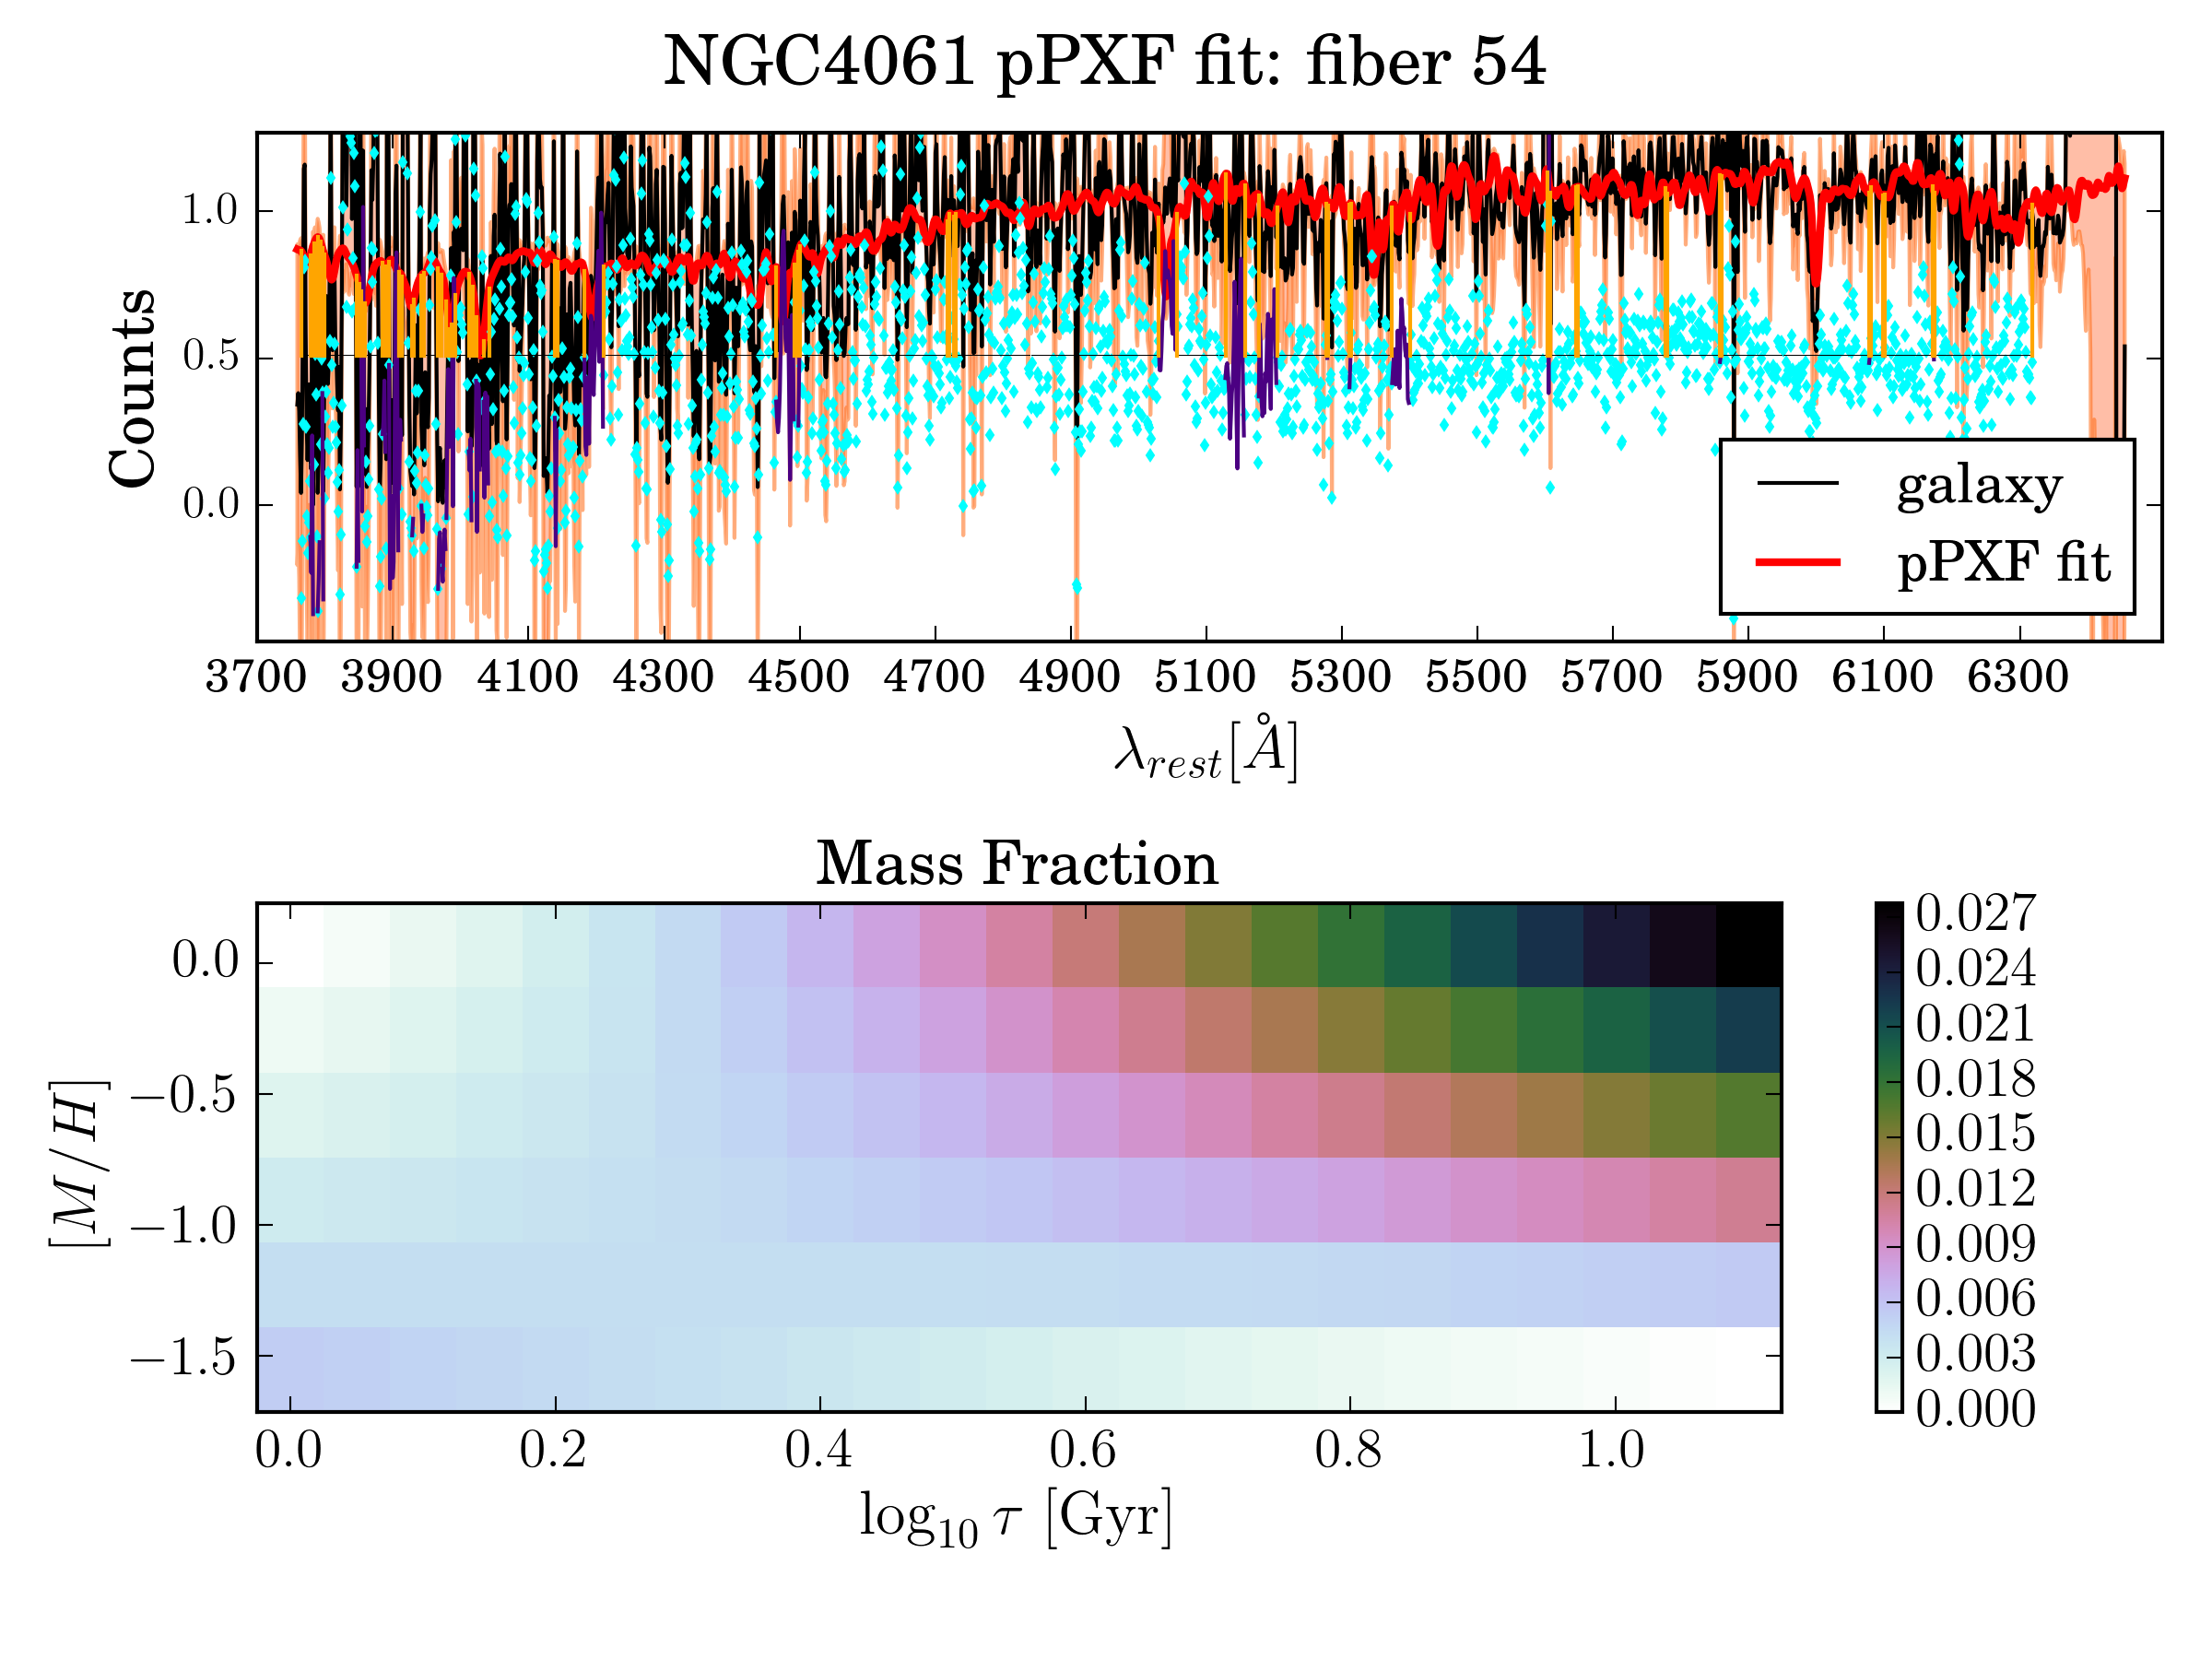 NGC4061 pPXF fit: fiber 54
Counts
1.0
0.5
0.0
galaxy
pPXF fit
3700 3900 4100 4300 4500 4700 4900 5100 5300 5500 5700 5900 6100 6300
λrest[Å]
Mass Fraction
[M/H]
0.0
−0.5
−1.0
−1.5
0.0 0.2 0.4 0.6 0.8 1.0
log10 τ [Gyr]
0.027
0.024
0.021
0.018
0.015
0.012
0.009
0.006
0.003
0.000